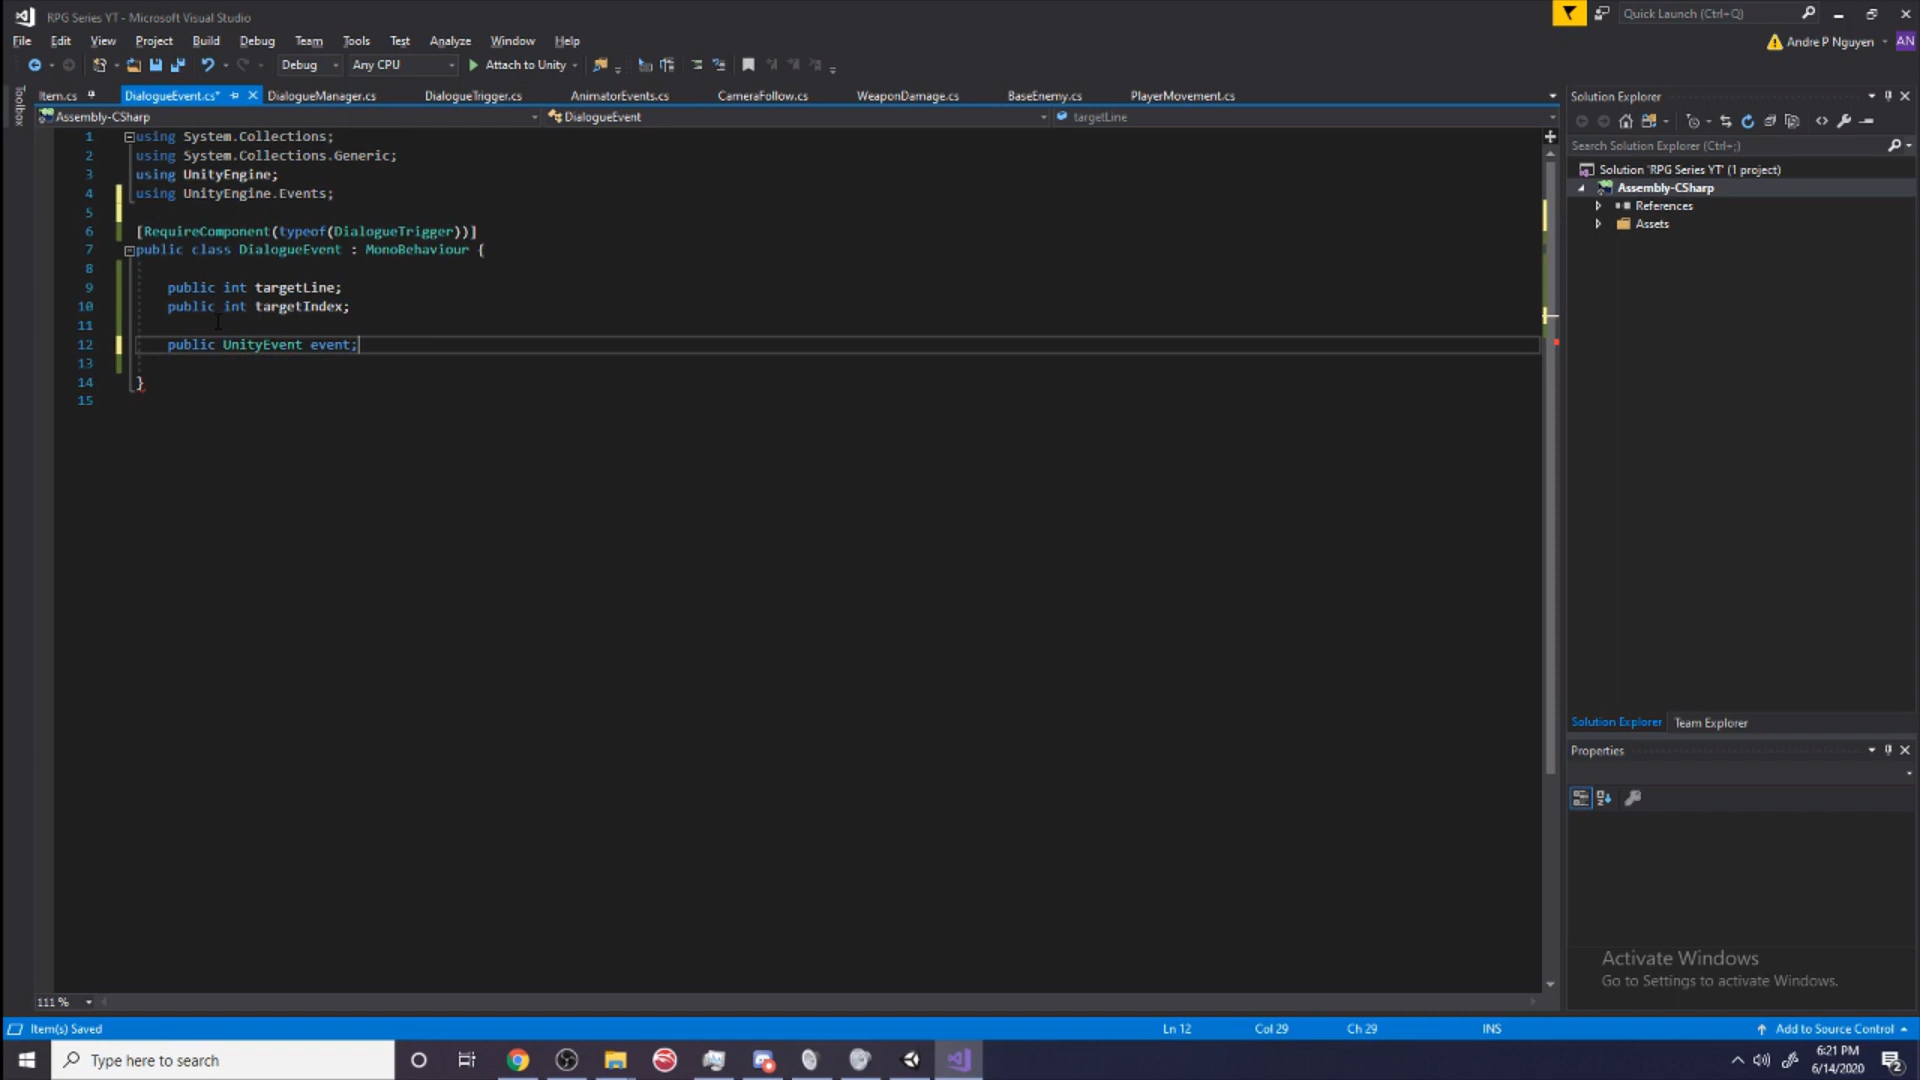 RPG Series YT - Microsoft Visual Studio
Quick Launch (Ctrl+Q)
File Edit View Project Build Debug Team Tools Test Analyze Window Help
Andre P Nguyen AN
Debug Any CPU Attach to Unity
Toolbox
Item.cs DialogueEvent.cs* DialogueManager.cs DialogueTrigger.cs AnimatorEvents.cs CameraFollow.cs WeaponDamage.cs BaseEnemy.cs PlayerMovement.cs
Assembly-CSharp DialogueEvent targetLine
1 using System.Collections;
2 using System.Collections.Generic;
3 using UnityEngine;
4 using UnityEngine.Events;
5
6 [RequireComponent(typeof(DialogueTrigger))]
7 public class DialogueEvent : MonoBehaviour {
8
9 public int targetLine;
10 public int targetIndex;
11
12 public UnityEvent event;
13
14 }
15
111 %
Solution Explorer
Search Solution Explorer (Ctrl+;)
Solution 'RPG Series YT' (1 project)
Assembly-CSharp
References
Assets
Solution Explorer Team Explorer
Properties
Activate Windows
Go to Settings to activate Windows.
Item(s) Saved Ln 12 Col 29 Ch 29 INS Add to Source Control
Type here to search
6:21 PM
6/14/2020
2